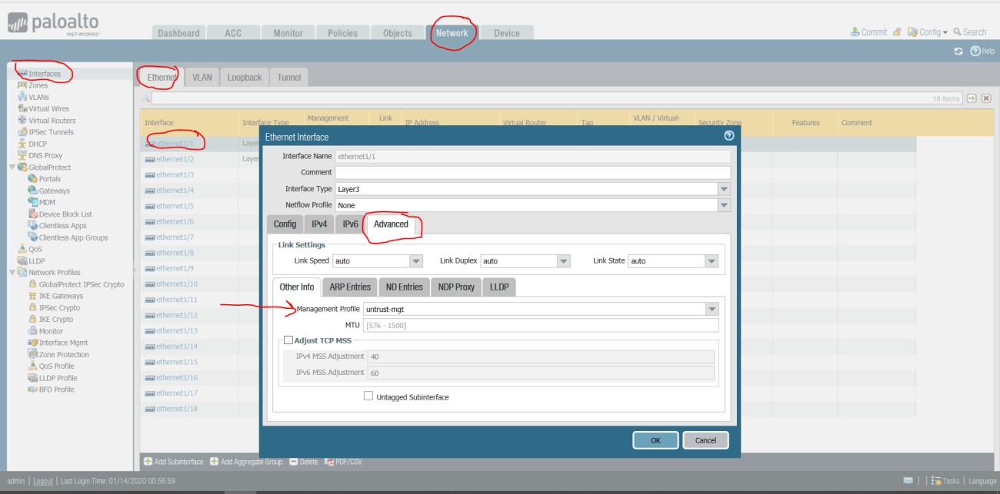 paloalto
NETWORKS®
Dashboard ACC Monitor Policies Objects Network Device
Commit Config Search
Help
Interfaces
Zones
VLANs
Virtual Wires
Virtual Routers
IPSec Tunnels
DHCP
DNS Proxy
GlobalProtect
Portals
Gateways
MDM
Device Block List
Clientless Apps
Clientless App Groups
QoS
LLDP
Network Profiles
GlobalProtect IPSec Crypto
IKE Gateways
IPSec Crypto
IKE Crypto
Monitor
Interface Mgmt
Zone Protection
QoS Profile
LLDP Profile
BFD Profile
Ethernet VLAN Loopback Tunnel
18 items
Interface Interface Type Management Link IP Address Virtual Router Tag VLAN / Virtual- Security Zone Features Comment
ethernet1/1 Layer
ethernet1/2 Layer
ethernet1/3
ethernet1/4
ethernet1/5
ethernet1/6
ethernet1/7
ethernet1/8
ethernet1/9
ethernet1/10
ethernet1/11
ethernet1/12
ethernet1/13
ethernet1/14
ethernet1/15
ethernet1/16
ethernet1/17
ethernet1/18
Ethernet Interface
Interface Name ethernet1/1
Comment
Interface Type Layer3
Netflow Profile None
Config IPv4 IPv6 Advanced
Link Settings
Link Speed auto Link Duplex auto Link State auto
Other Info ARP Entries ND Entries NDP Proxy LLDP
Management Profile untrust-mgt
MTU [576 - 1500]
Adjust TCP MSS
IPv4 MSS Adjustment 40
IPv6 MSS Adjustment 60
Untagged Subinterface
OK Cancel
Add Subinterface Add Aggregate Group Delete PDF/CSV
admin | Logout | Last Login Time: 01/14/2020 00:56:59
Tasks | Language